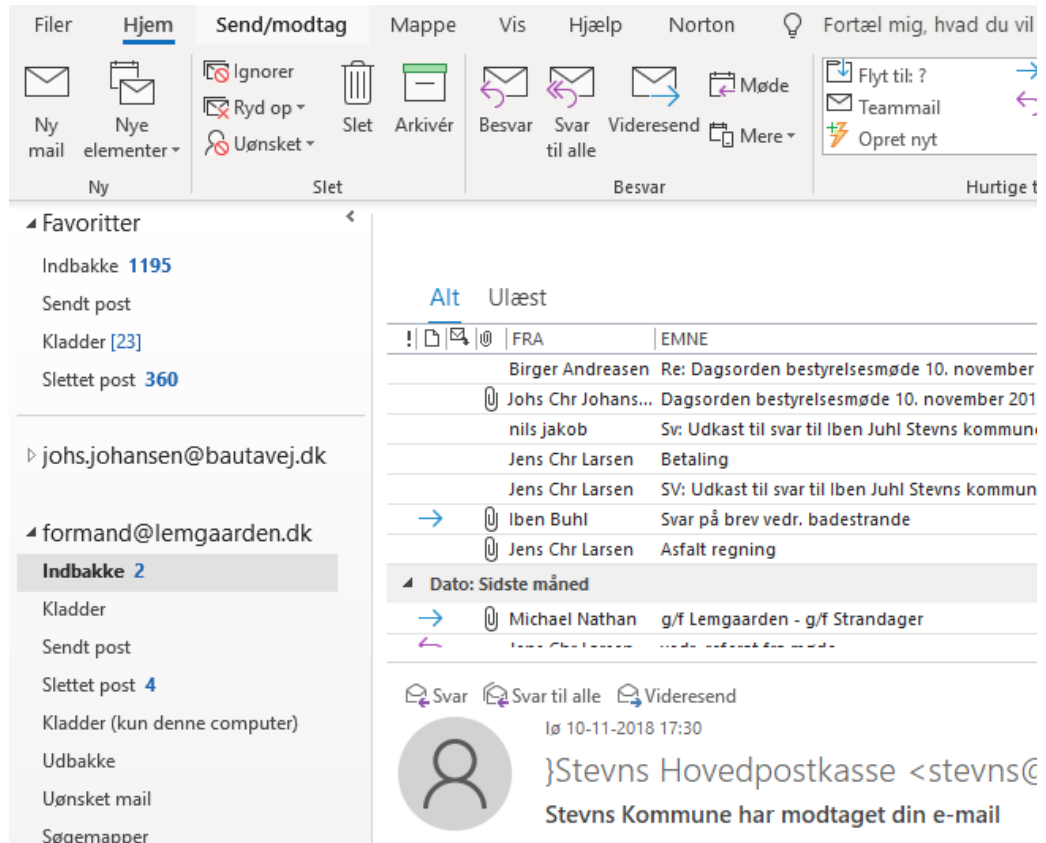 Filer Hjem Send/modtag Mappe Vis Hjælp Norton Fortæl mig, hvad du vil
Ny mail
Nye elementer
Ny
Ignorer
Ryd op
Uønsket
Slet
Arkivér
Slet
Besvar
Svar til alle
Videresend
Møde
Mere
Besvar
Flyt til: ?
Teammail
Opret nyt
Hurtige t
Favoritter
Indbakke 1195
Sendt post
Kladder [23]
Slettet post 360
johs.johansen@bautavej.dk
formand@lemgaarden.dk
Indbakke 2
Kladder
Sendt post
Slettet post 4
Kladder (kun denne computer)
Udbakke
Uønsket mail
Søgemapper
Alt Ulæst
! FRA EMNE
Birger Andreasen Re: Dagsorden bestyrelsesmøde 10. november
Johs Chr Johans... Dagsorden bestyrelsesmøde 10. november 201
nils jakob Sv: Udkast til svar til Iben Juhl Stevns kommune
Jens Chr Larsen Betaling
Jens Chr Larsen SV: Udkast til svar til Iben Juhl Stevns kommun
Iben Buhl Svar på brev vedr. badestrande
Jens Chr Larsen Asfalt regning
Dato: Sidste måned
Michael Nathan g/f Lemgaarden - g/f Strandager
Svar Svar til alle Videresend
lø 10-11-2018 17:30
}Stevns Hovedpostkasse <stevns@
Stevns Kommune har modtaget din e-mail